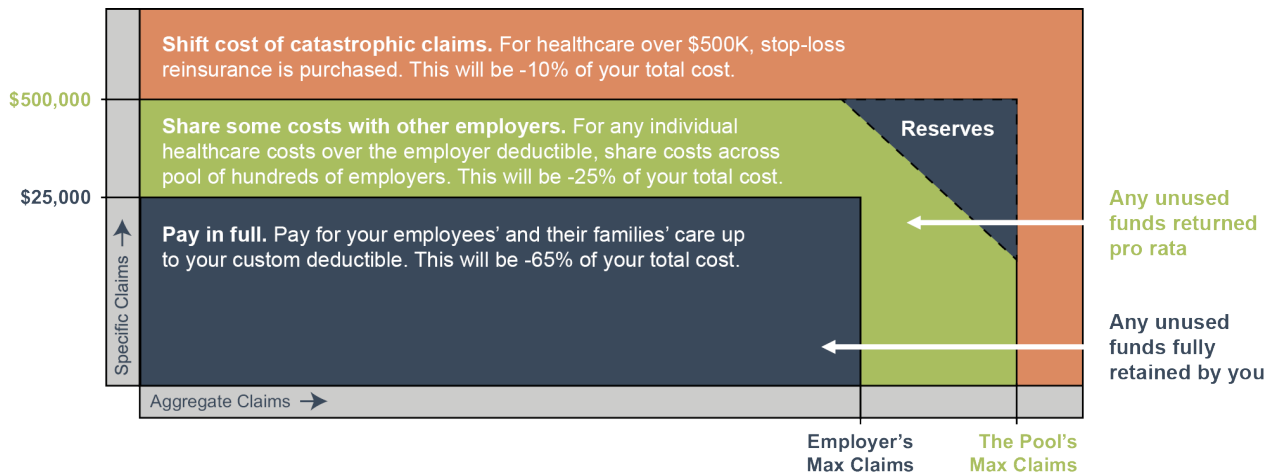 Shift cost of catastrophic claims. For healthcare over $500K, stop-loss
reinsurance is purchased. This will be -10% of your total cost.
$500,000
Share some costs with other employers. For any individual
healthcare costs over the employer deductible, share costs across
pool of hundreds of employers. This will be -25% of your total cost.
Reserves
$25,000
Pay in full. Pay for your employees’ and their families’ care up
to your custom deductible. This will be -65% of your total cost.
Any unused
funds returned
pro rata
Any unused
funds fully
retained by you
Specific Claims
Aggregate Claims
Employer’s
Max Claims
The Pool’s
Max Claims